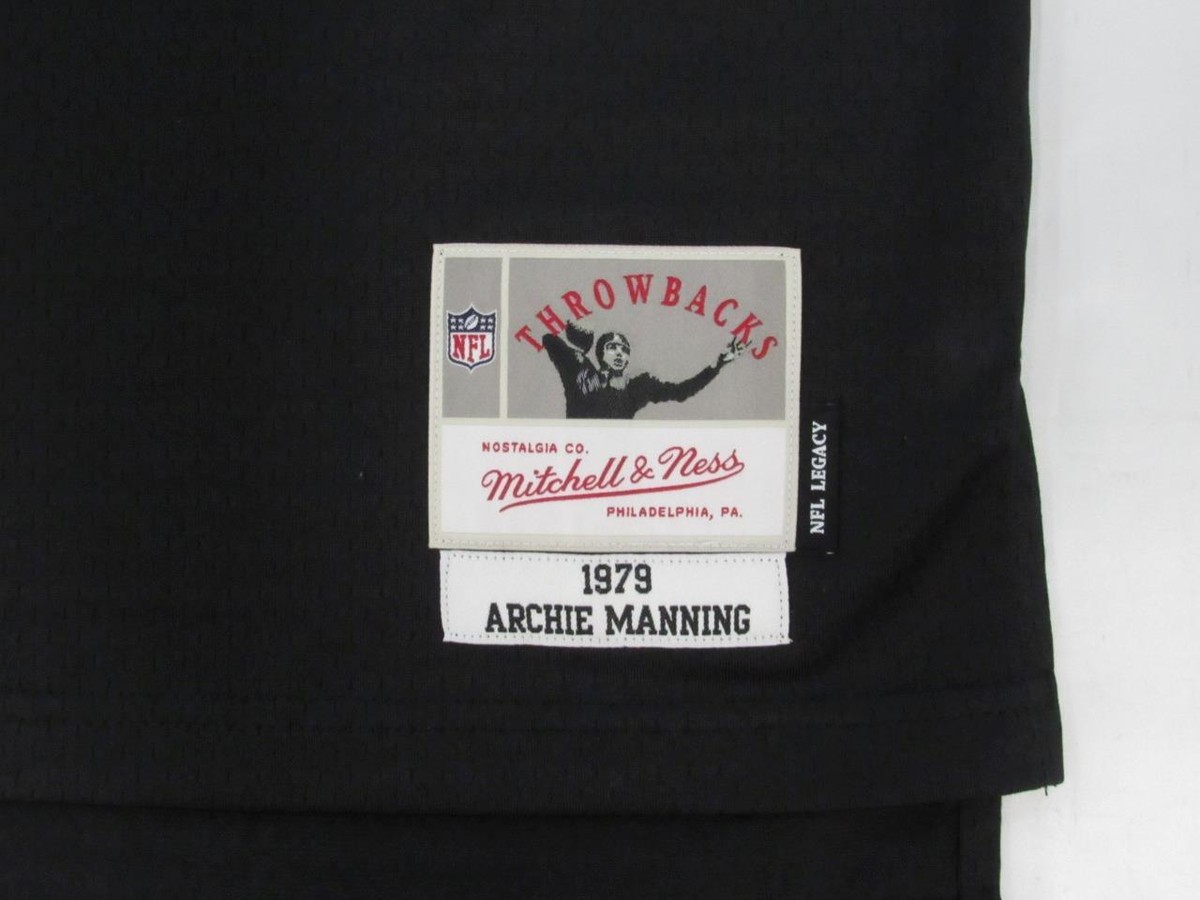 THROWBACKS
NFL
NOSTALGIA CO.
Mitchell & Ness
PHILADELPHIA, PA.
NFL LEGACY
1979
ARCHIE MANNING